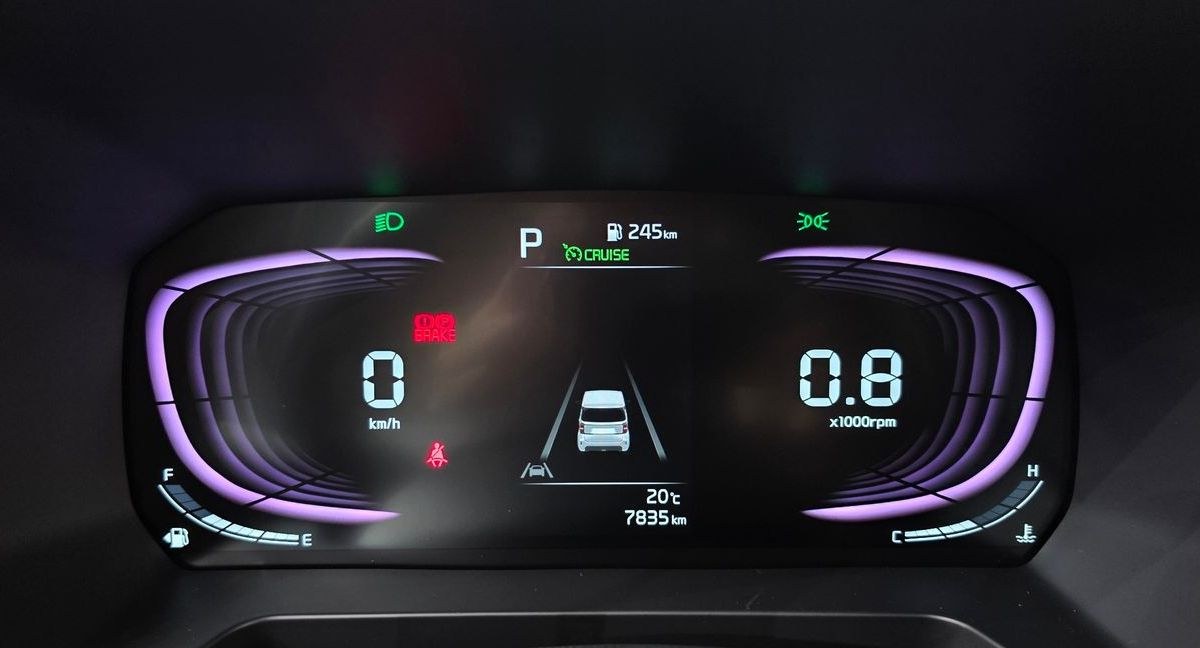 P
245km
CRUISE
BRAKE
0
km/h
0.8
x1000rpm
F
E
20℃
7835km
H
C